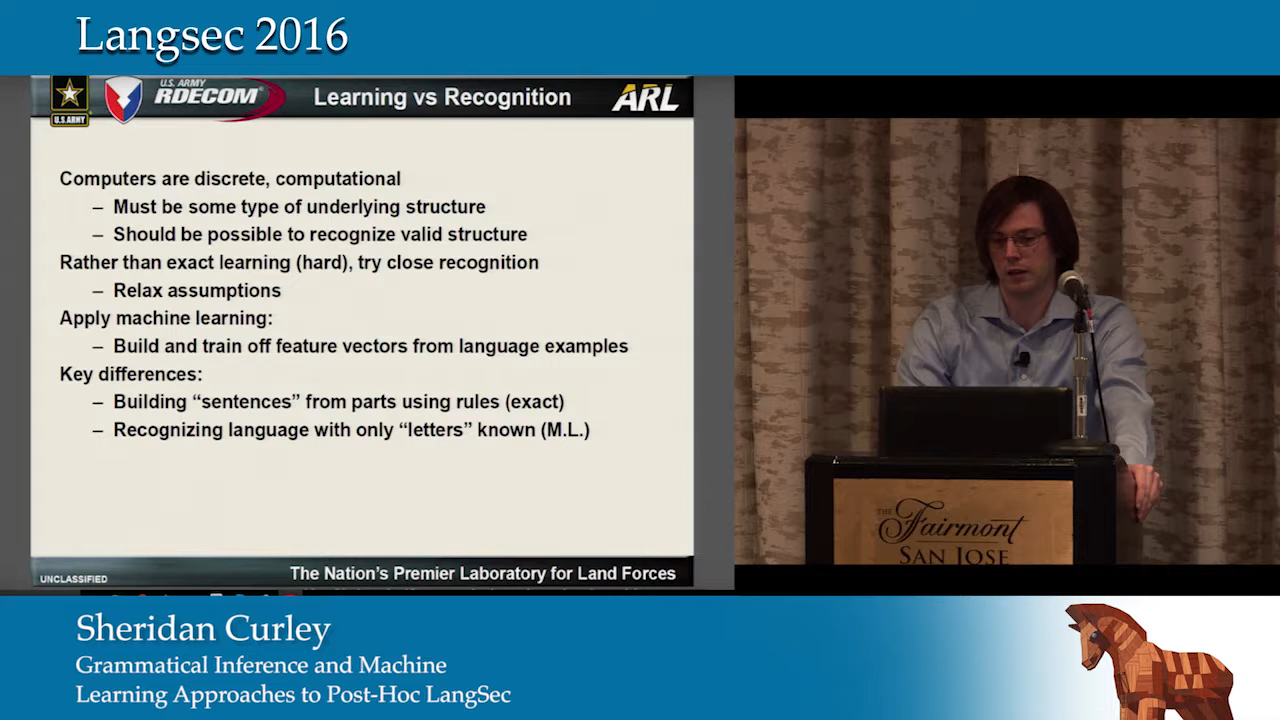 Langsec 2016
U.S. ARMY
RDECOM
U.S.ARMY
Learning vs Recognition
ARL
Computers are discrete, computational
– Must be some type of underlying structure
– Should be possible to recognize valid structure
Rather than exact learning (hard), try close recognition
– Relax assumptions
Apply machine learning:
– Build and train off feature vectors from language examples
Key differences:
– Building “sentences” from parts using rules (exact)
– Recognizing language with only “letters” known (M.L.)
UNCLASSIFIED
The Nation's Premier Laboratory for Land Forces
THE
Fairmont
SAN JOSE
Sheridan Curley
Grammatical Inference and Machine
Learning Approaches to Post-Hoc LangSec